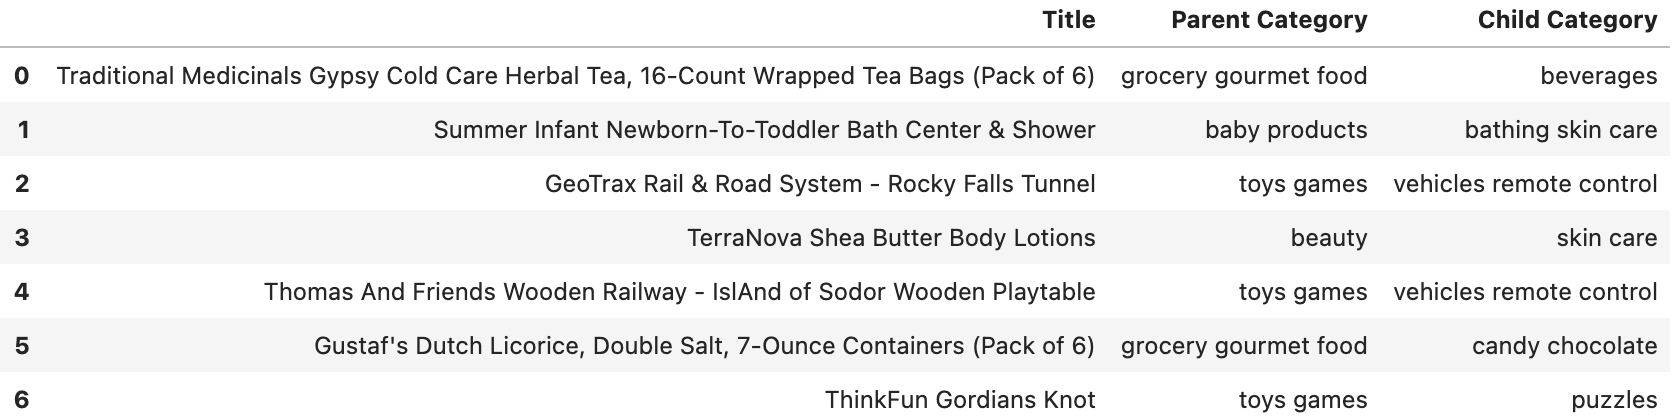 Title Parent Category Child Category
0 Traditional Medicinals Gypsy Cold Care Herbal Tea, 16-Count Wrapped Tea Bags (Pack of 6) grocery gourmet food beverages
1 Summer Infant Newborn-To-Toddler Bath Center & Shower baby products bathing skin care
2 GeoTrax Rail & Road System - Rocky Falls Tunnel toys games vehicles remote control
3 TerraNova Shea Butter Body Lotions beauty skin care
4 Thomas And Friends Wooden Railway - IslAnd of Sodor Wooden Playtable toys games vehicles remote control
5 Gustaf's Dutch Licorice, Double Salt, 7-Ounce Containers (Pack of 6) grocery gourmet food candy chocolate
6 ThinkFun Gordians Knot toys games puzzles